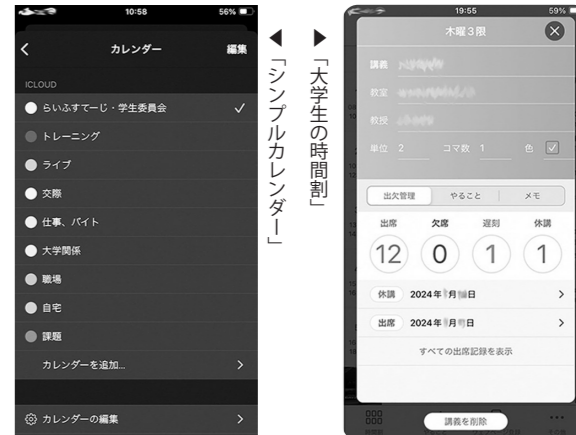 10:58
56%
カレンダー
編集
ICLOUD
らいふすてーじ・学生委員会
トレーニング
ライブ
交際
仕事、バイト
大学関係
職場
自宅
課題
カレンダーを追加...
カレンダーの編集
◀「シンプルカレンダー」
▶「大学生の時間割」
19:55
59%
木曜3限
講義
教室
教授
単位 2 コマ数 1 色
出欠管理 やること メモ
出席 欠席 遅刻 休講
12 0 1 1
休講 2024年 月 日
出席 2024年 月 日
すべての出席記録を表示
講義を削除